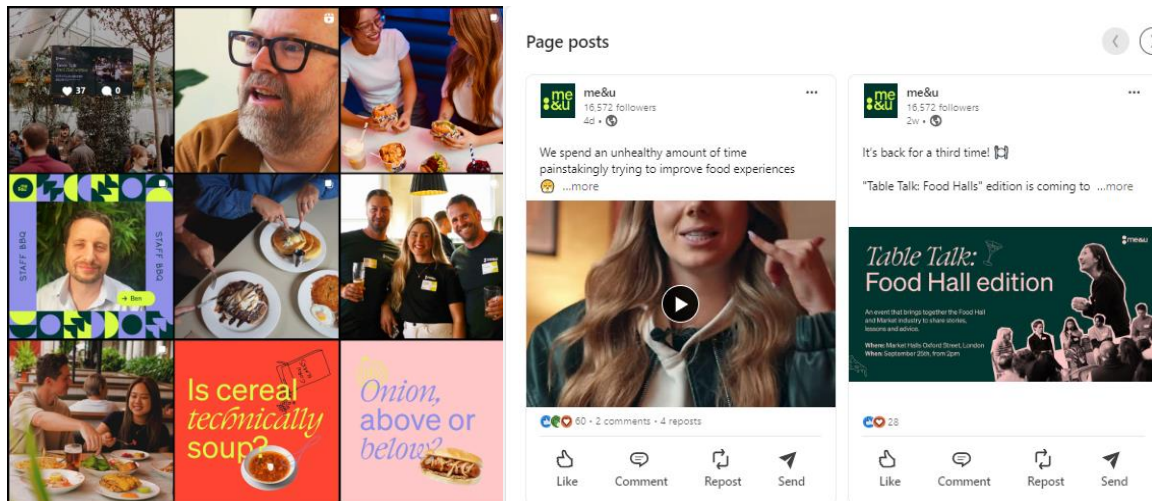 37 0
STAFF BBQ
STAFF BBQ
→ Ben
Is cereal
technically
soup?
Onion,
above or
below?
Page posts
me
&u
me&u
16,572 followers
4d •
We spend an unhealthy amount of time
painstakingly trying to improve food experiences
...more
60 • 2 comments • 4 reposts
Like Comment Repost Send
me
&u
me&u
16,572 followers
2w •
It's back for a third time!
"Table Talk: Food Halls" edition is coming to ...more
me&u
Table Talk:
Food Hall edition
An event that brings together the Food Hall
and Market industry to share stories,
lessons and advice.
Where: Market Halls Oxford Street, London
When: September 25th, from 2pm
28
Like Comment Repost Send